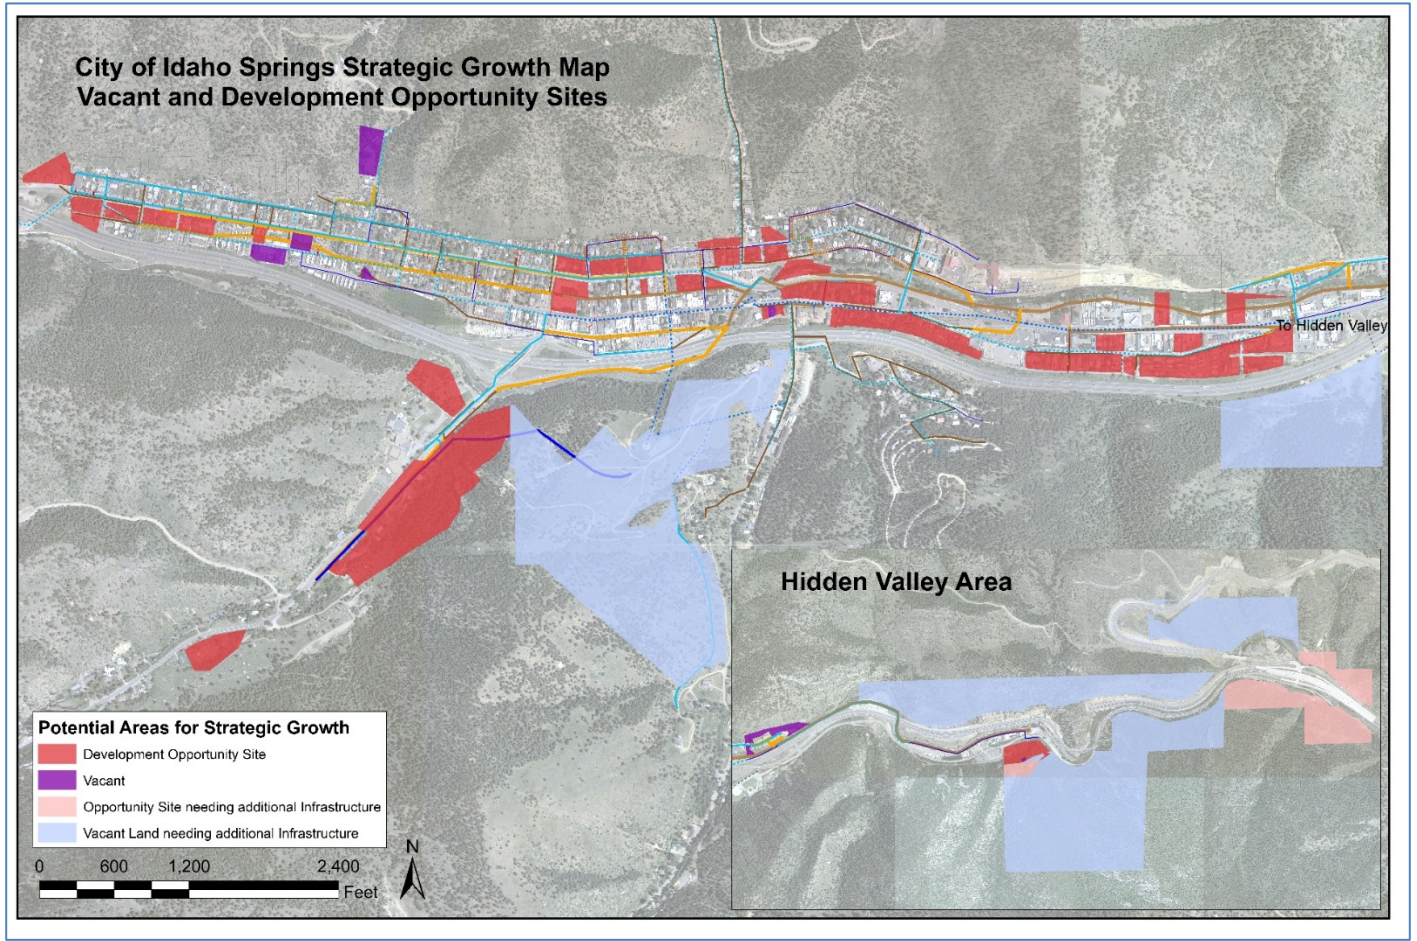 City of Idaho Springs Strategic Growth Map
Vacant and Development Opportunity Sites
To Hidden Valley
Hidden Valley Area
Potential Areas for Strategic Growth
Development Opportunity Site
Vacant
Opportunity Site needing additional Infrastructure
Vacant Land needing additional Infrastructure
N
0 600 1,200 2,400
Feet